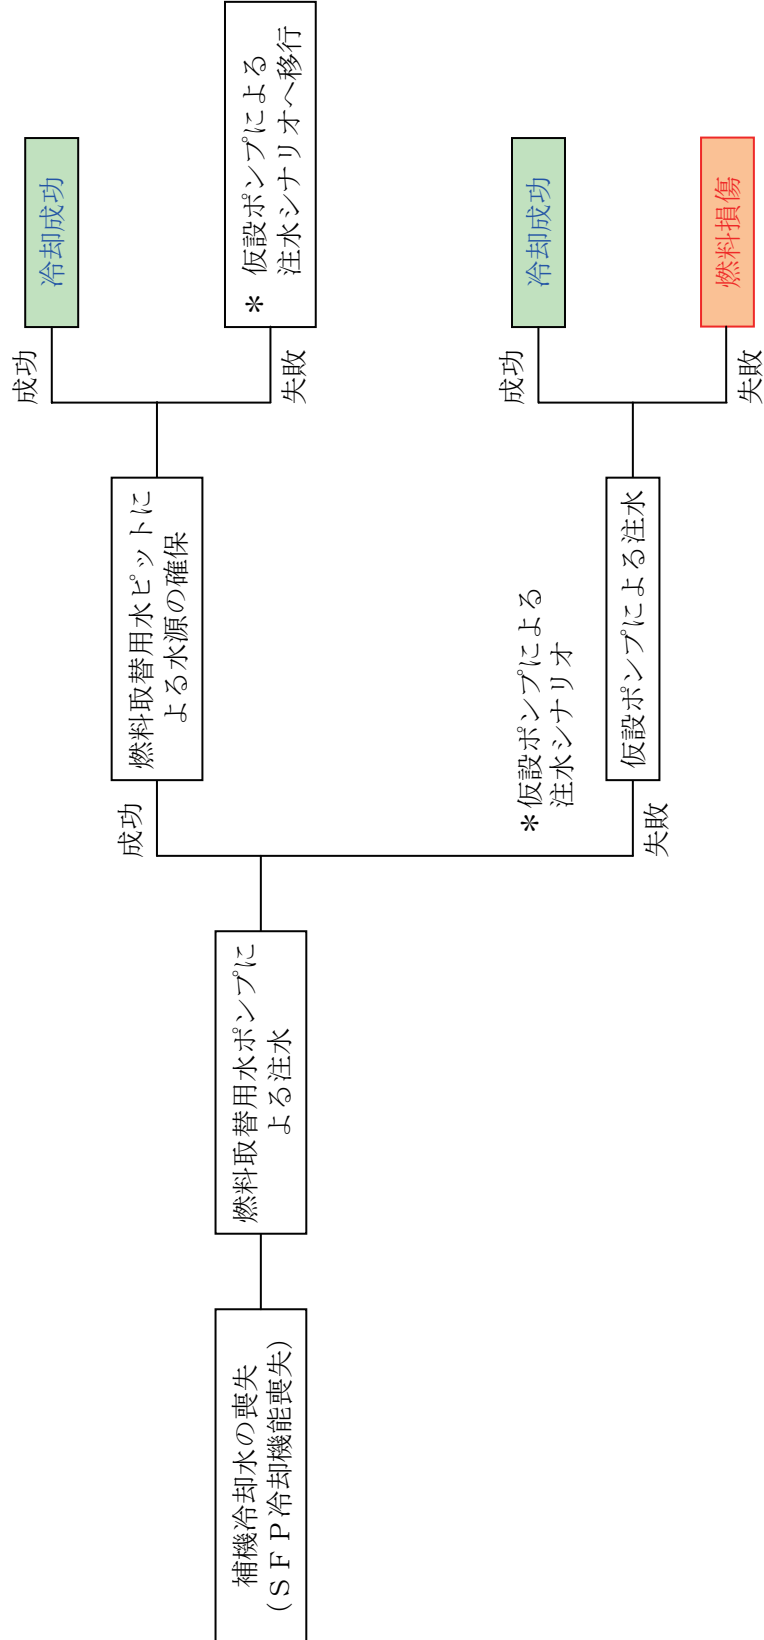 補機冷却水の喪失
(ＳＦＰ冷却機能喪失)
燃料取替用水ポンプに
よる注水
成功
燃料取替用水ピットに
よる水源の確保
成功
冷却成功
失敗
＊ 仮設ポンプによる
注水シナリオへ移行
失敗
＊仮設ポンプによる
注水シナリオ
仮設ポンプによる注水
成功
冷却成功
失敗
燃料損傷